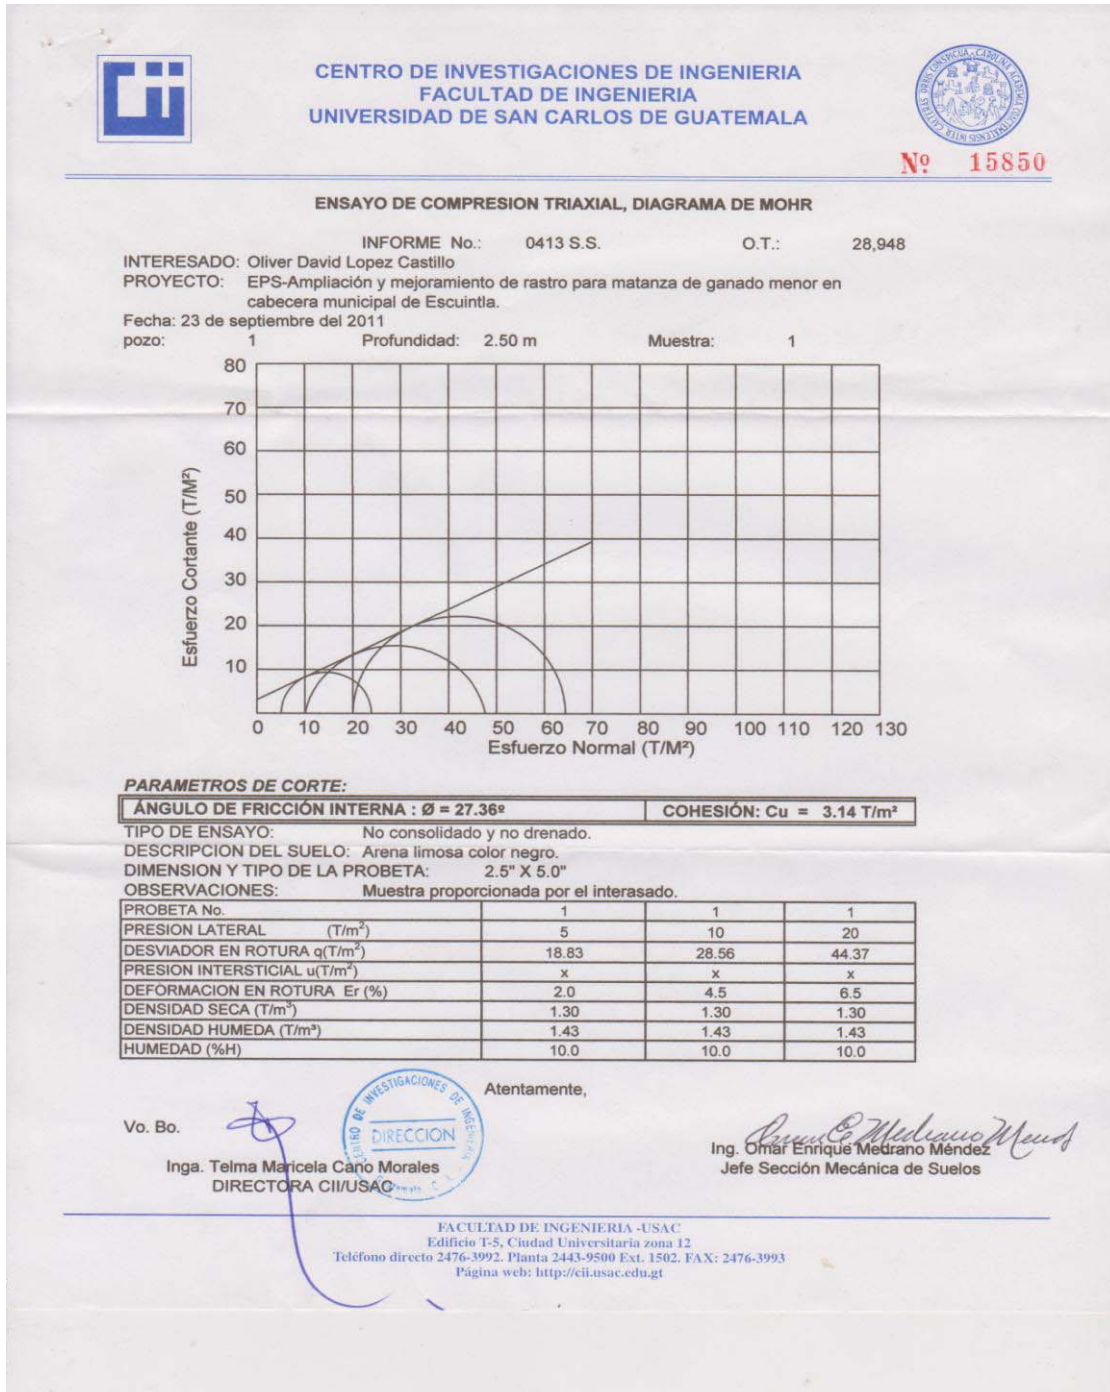 CENTRO DE INVESTIGACIONES DE INGENIERIA
FACULTAD DE INGENIERIA
UNIVERSIDAD DE SAN CARLOS DE GUATEMALA
Nº 15850
ENSAYO DE COMPRESION TRIAXIAL, DIAGRAMA DE MOHR
INFORME No.: 0413 S.S. O.T.: 28,948
INTERESADO: Oliver David Lopez Castillo
PROYECTO: EPS-Ampliación y mejoramiento de rastro para matanza de ganado menor en
cabecera municipal de Escuintla.
Fecha: 23 de septiembre del 2011
pozo: 1 Profundidad: 2.50 m Muestra: 1
80
70
60
50
40
30
20
10
Esfuerzo Cortante (T/M²)
0 10 20 30 40 50 60 70 80 90 100 110 120 130
Esfuerzo Normal (T/M²)
PARAMETROS DE CORTE:
ÁNGULO DE FRICCIÓN INTERNA : Ø = 27.36º COHESIÓN: Cu = 3.14 T/m²
TIPO DE ENSAYO: No consolidado y no drenado.
DESCRIPCION DEL SUELO: Arena limosa color negro.
DIMENSION Y TIPO DE LA PROBETA: 2.5" X 5.0"
OBSERVACIONES: Muestra proporcionada por el interasado.
PROBETA No. 1 1 1
PRESION LATERAL (T/m²) 5 10 20
DESVIADOR EN ROTURA q(T/m²) 18.83 28.56 44.37
PRESION INTERSTICIAL u(T/m²) x x x
DEFORMACION EN ROTURA Er (%) 2.0 4.5 6.5
DENSIDAD SECA (T/m³) 1.30 1.30 1.30
DENSIDAD HUMEDA (T/m³) 1.43 1.43 1.43
HUMEDAD (%H) 10.0 10.0 10.0
Atentamente,
CENTRO DE INVESTIGACIONES DE INGENIERIA
DIRECCION
Vo. Bo.
Inga. Telma Maricela Cano Morales
DIRECTORA CII/USAC
Ing. Omar Enrique Medrano Méndez
Jefe Sección Mecánica de Suelos
FACULTAD DE INGENIERIA -USAC
Edificio T-5, Ciudad Universitaria zona 12
Teléfono directo 2476-3992. Planta 2443-9500 Ext. 1502. FAX: 2476-3993
Página web: http://cii.usac.edu.gt